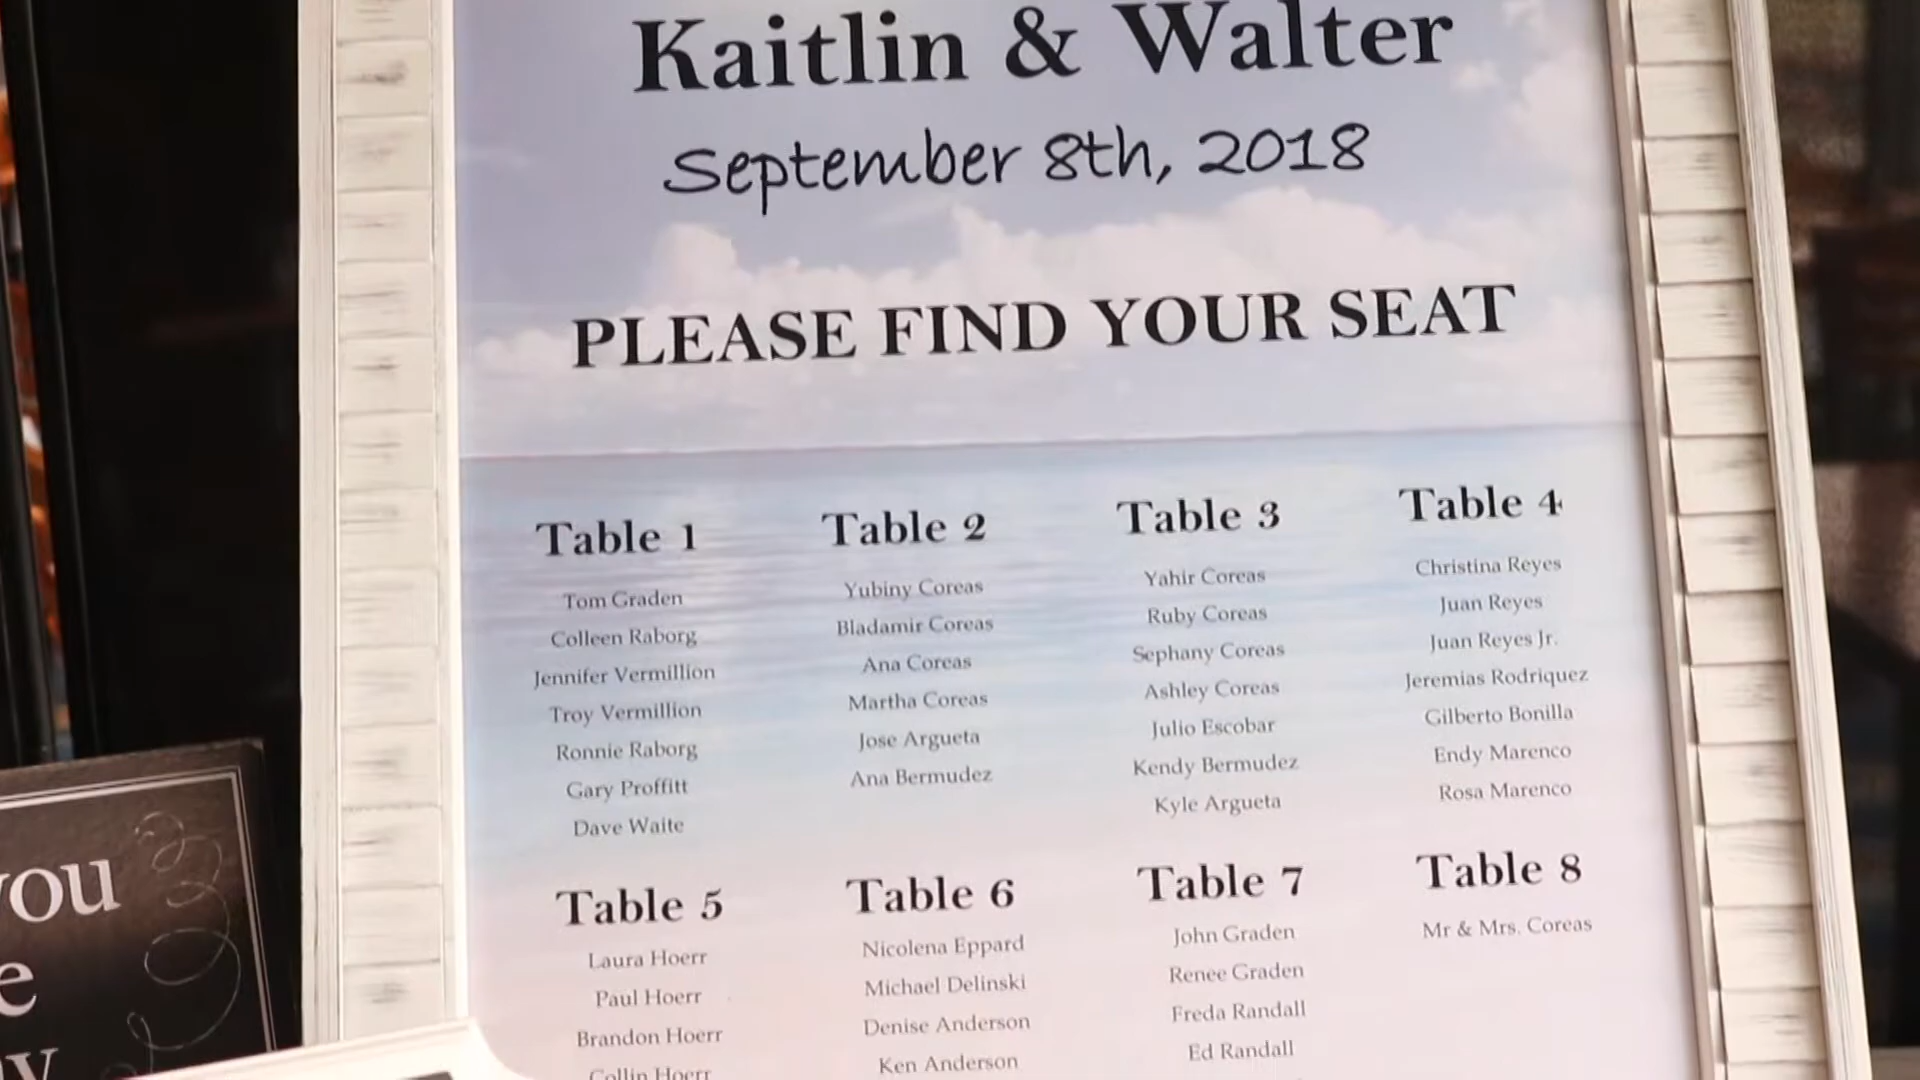 Kaitlin & Walter
September 8th, 2018
PLEASE FIND YOUR SEAT
Table 1
Tom Graden
Colleen Raborg
Jennifer Vermillion
Troy Vermillion
Ronnie Raborg
Gary Proffitt
Dave Waite
Table 2
Yubiny Coreas
Bladamir Coreas
Ana Coreas
Martha Coreas
Jose Argueta
Ana Bermudez
Table 3
Yahir Coreas
Ruby Coreas
Sephany Coreas
Ashley Coreas
Julio Escobar
Kendy Bermudez
Kyle Argueta
Table 4
Christina Reyes
Juan Reyes
Juan Reyes Jr.
Jeremias Rodriquez
Gilberto Bonilla
Endy Marenco
Rosa Marenco
Table 5
Laura Hoerr
Paul Hoerr
Brandon Hoerr
Collin Hoerr
Table 6
Nicolena Eppard
Michael Delinski
Denise Anderson
Ken Anderson
Table 7
John Graden
Renee Graden
Freda Randall
Ed Randall
Table 8
Mr & Mrs. Coreas
you